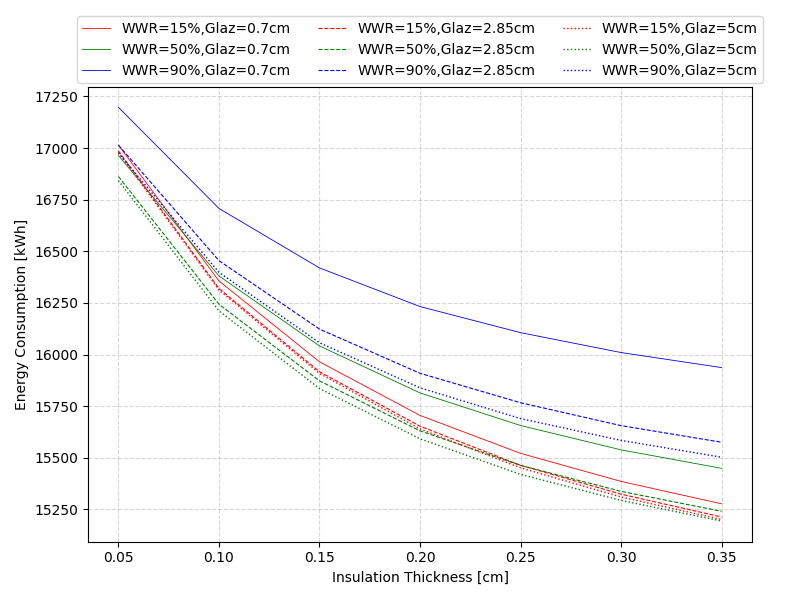 WWR=15%,Glaz=0.7cm WWR=15%,Glaz=2.85cm WWR=15%,Glaz=5cm
WWR=50%,Glaz=0.7cm WWR=50%,Glaz=2.85cm WWR=50%,Glaz=5cm
WWR=90%,Glaz=0.7cm WWR=90%,Glaz=2.85cm WWR=90%,Glaz=5cm
17250
17000
16750
16500
16250
16000
15750
15500
15250
Energy Consumption [kWh]
0.05 0.10 0.15 0.20 0.25 0.30 0.35
Insulation Thickness [cm]